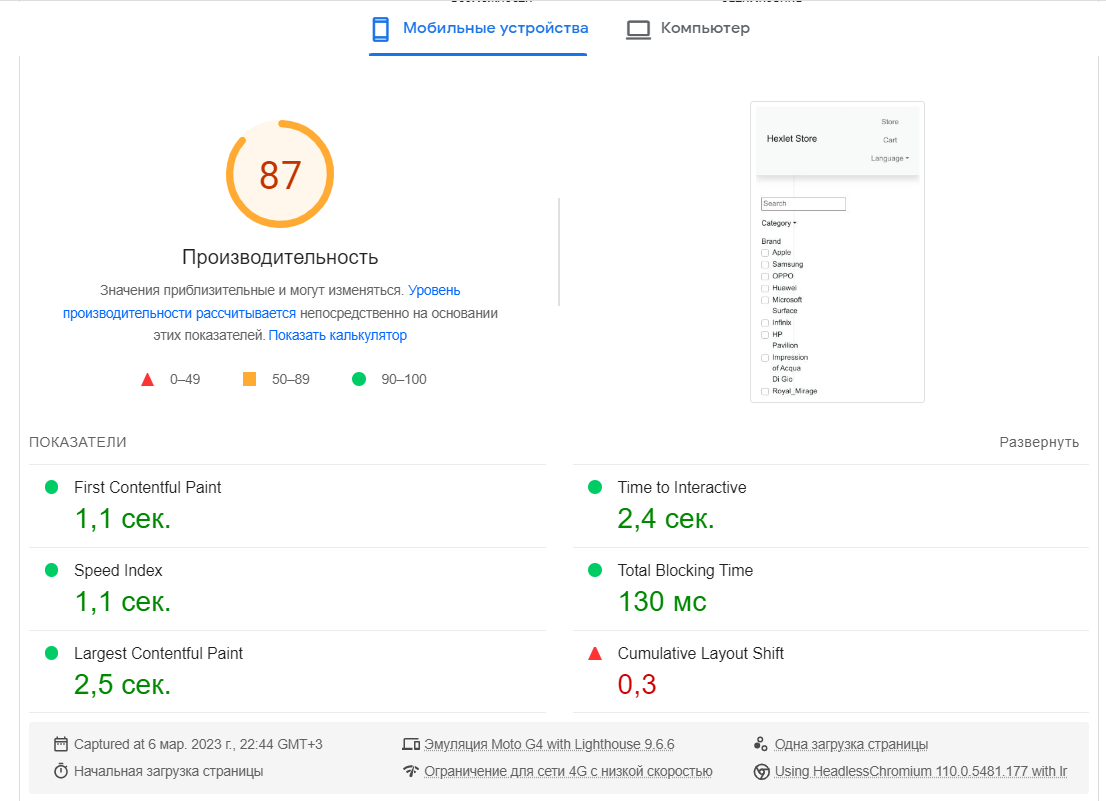 Мобильные устройства
Компьютер
87
Производительность
Значения приблизительные и могут изменяться. Уровень
производительности рассчитывается непосредственно на основании
этих показателей. Показать калькулятор
0–49
50–89
90–100
Hexlet Store
Store
Cart
Language
Search
Category
Brand
Apple
Samsung
OPPO
Huawei
Microsoft
Surface
Infinix
HP
Pavilion
Impression
of Acqua
Di Gio
Royal_Mirage
ПОКАЗАТЕЛИ
Развернуть
First Contentful Paint
1,1 сек.
Time to Interactive
2,4 сек.
Speed Index
1,1 сек.
Total Blocking Time
130 мс
Largest Contentful Paint
2,5 сек.
Cumulative Layout Shift
0,3
Captured at 6 мар. 2023 г., 22:44 GMT+3
Эмуляция Moto G4 with Lighthouse 9.6.6
Одна загрузка страницы
Начальная загрузка страницы
Ограничение для сети 4G с низкой скоростью
Using HeadlessChromium 110.0.5481.177 with lr